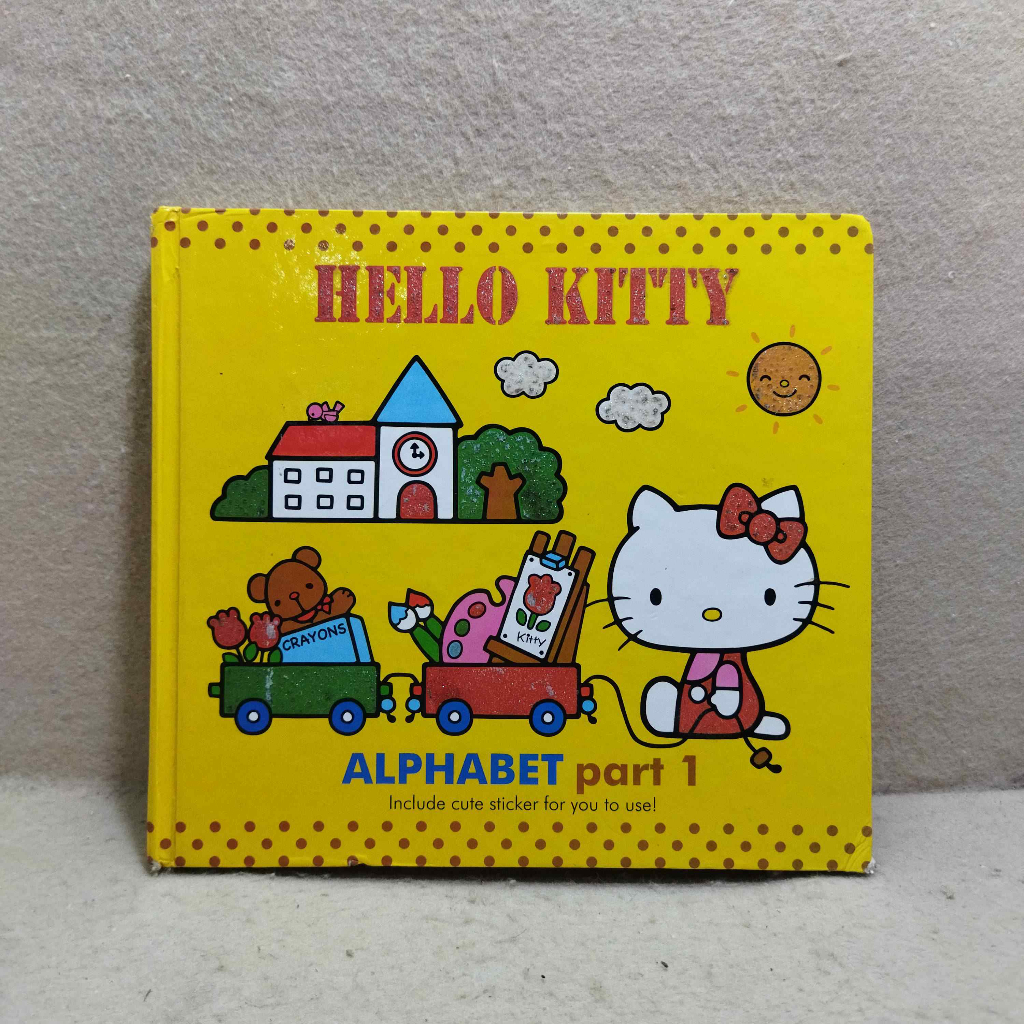 HELLO KITTY
CRAYONS
Kitty
ALPHABET part 1
Include cute sticker for you to use!